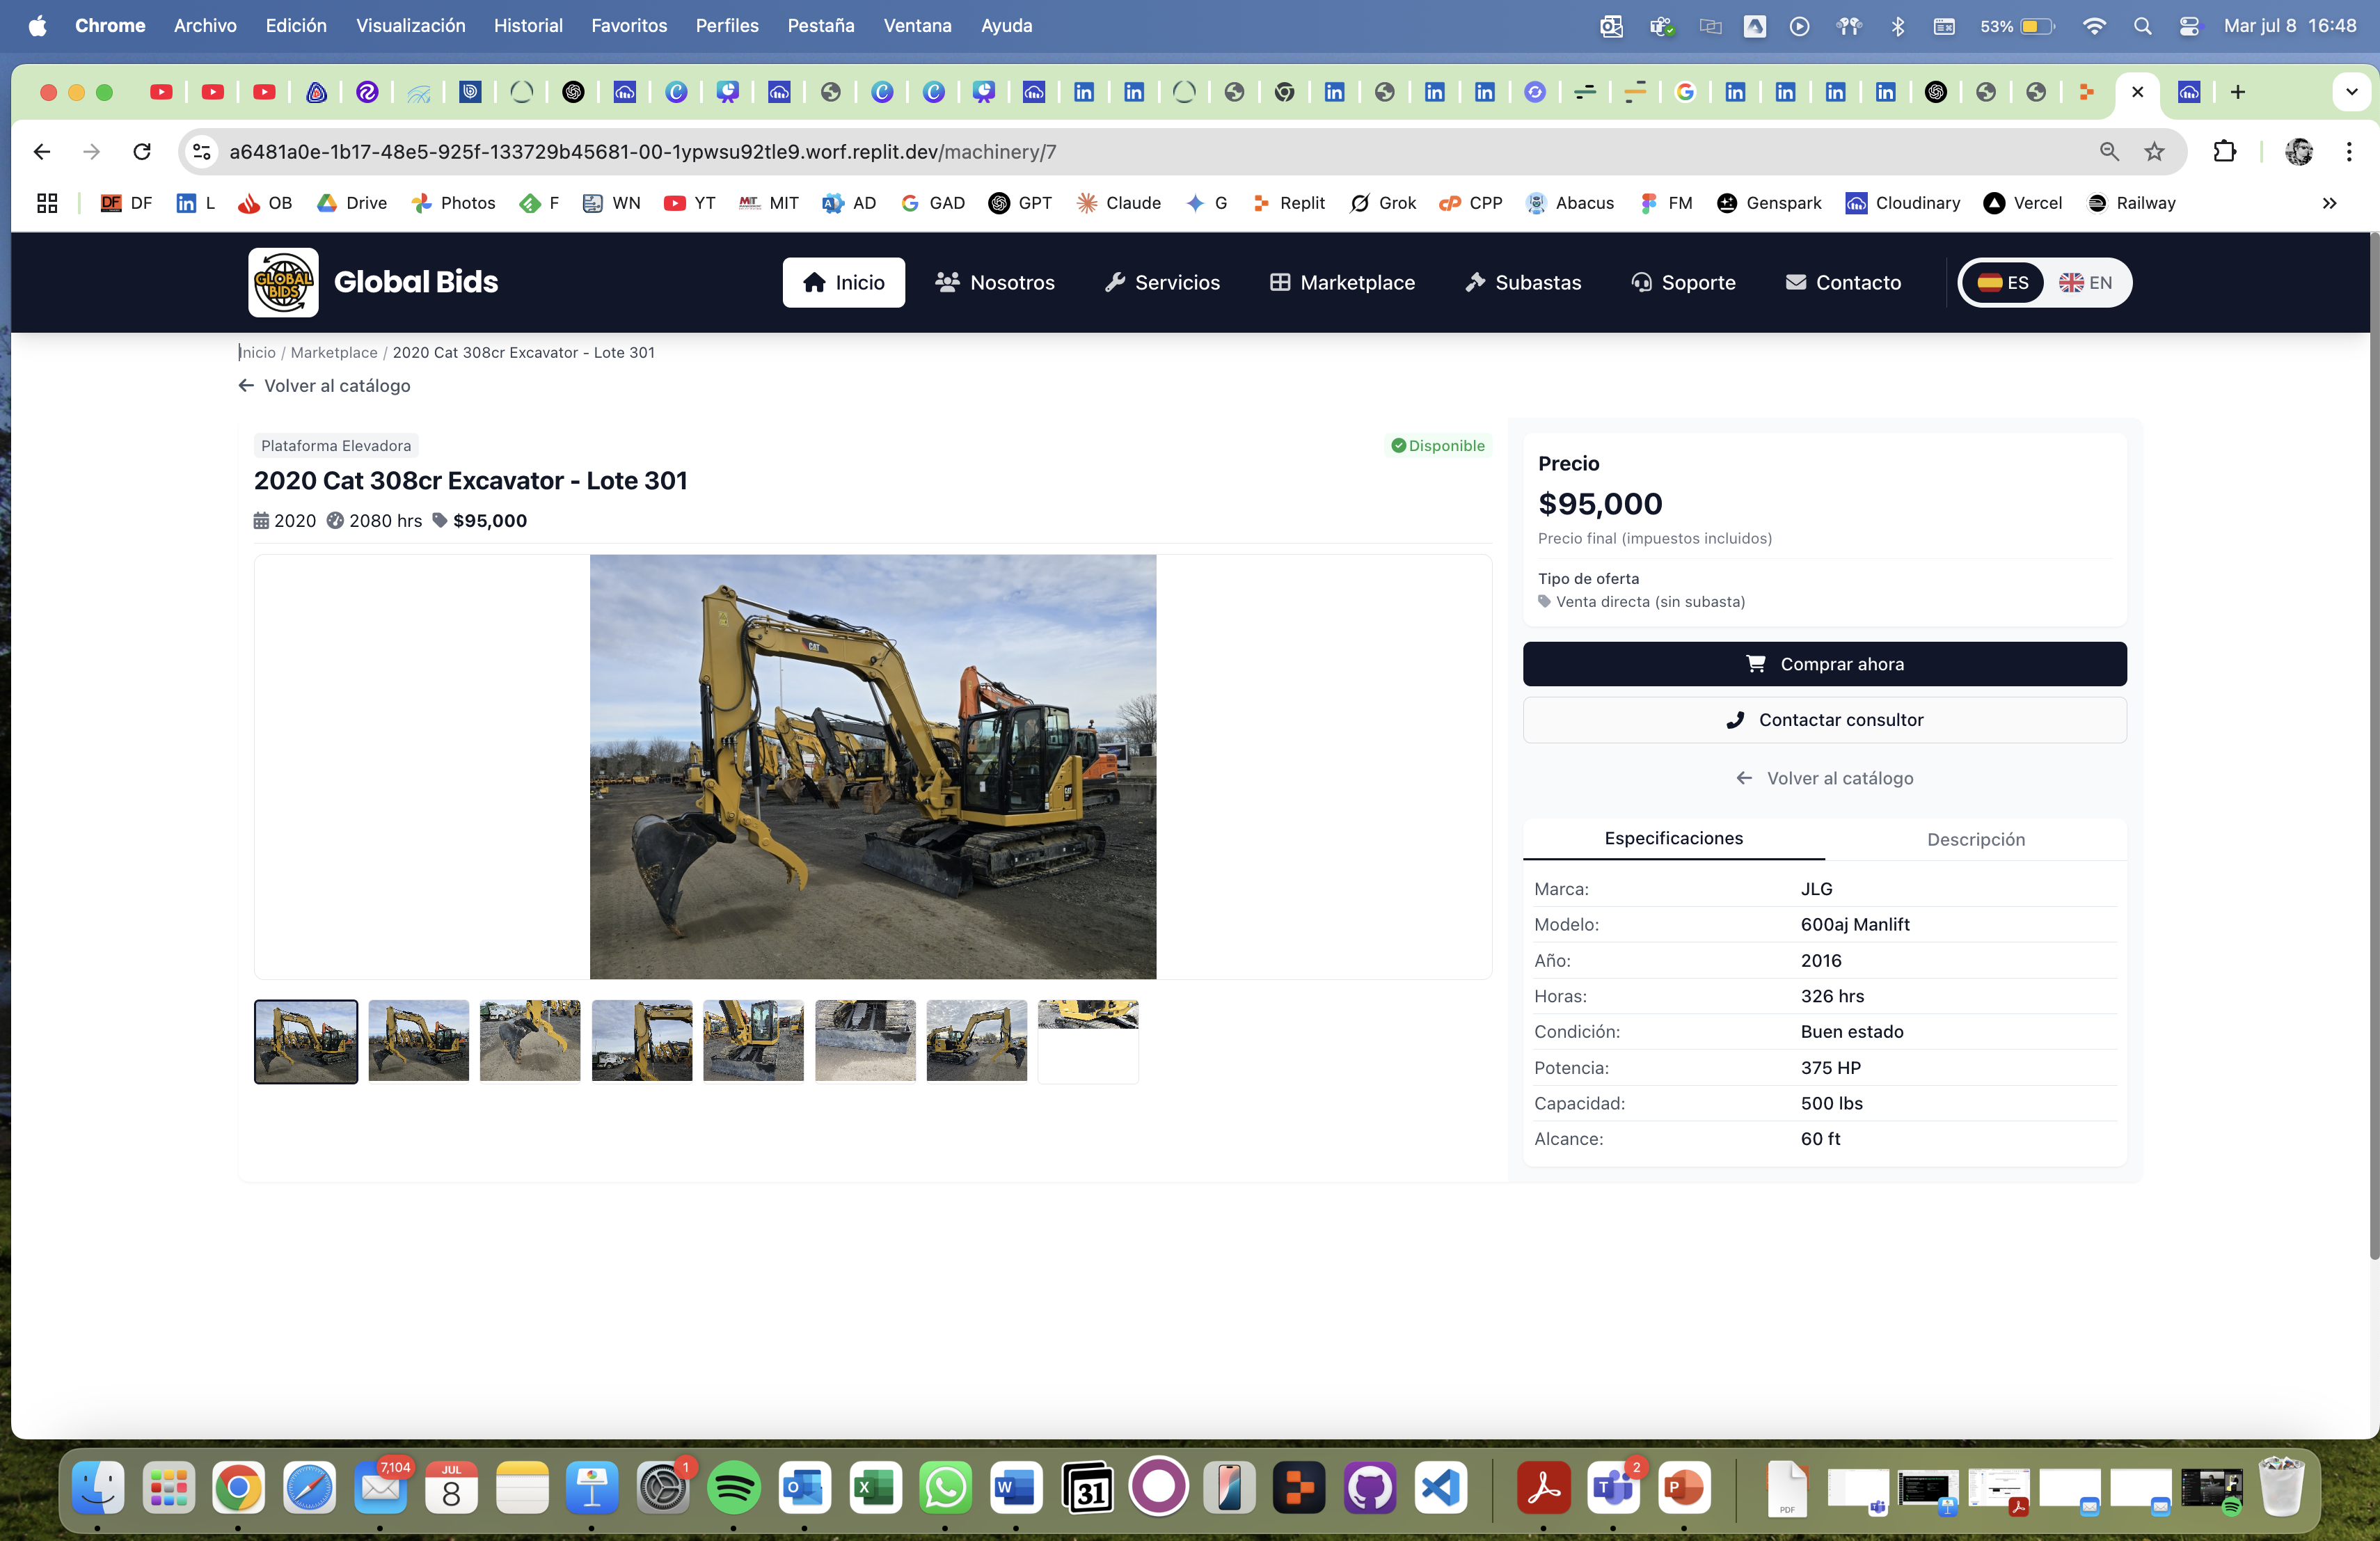 Chrome Archivo Edición Visualización Historial Favoritos Perfiles Pestaña Ventana Ayuda 53% Mar jul 8 16:48
a6481a0e-1b17-48e5-925f-133729b45681-00-1ypwsu92tle9.worf.replit.dev/machinery/7
DF DF L OB Drive Photos F WN YT MIT AD GAD GPT Claude G Replit Grok CPP Abacus FM Genspark Cloudinary Vercel Railway
GLOBAL BIDS Global Bids Inicio Nosotros Servicios Marketplace Subastas Soporte Contacto ES EN
Inicio / Marketplace / 2020 Cat 308cr Excavator - Lote 301
Volver al catálogo
Plataforma Elevadora
Disponible
2020 Cat 308cr Excavator - Lote 301
2020 2080 hrs $95,000
CAT
Precio
$95,000
Precio final (impuestos incluidos)
Tipo de oferta
Venta directa (sin subasta)
Comprar ahora
Contactar consultor
Volver al catálogo
Especificaciones Descripción
Marca: JLG
Modelo: 600aj Manlift
Año: 2016
Horas: 326 hrs
Condición: Buen estado
Potencia: 375 HP
Capacidad: 500 lbs
Alcance: 60 ft
7,104 JUL 8 1 31 2 PDF